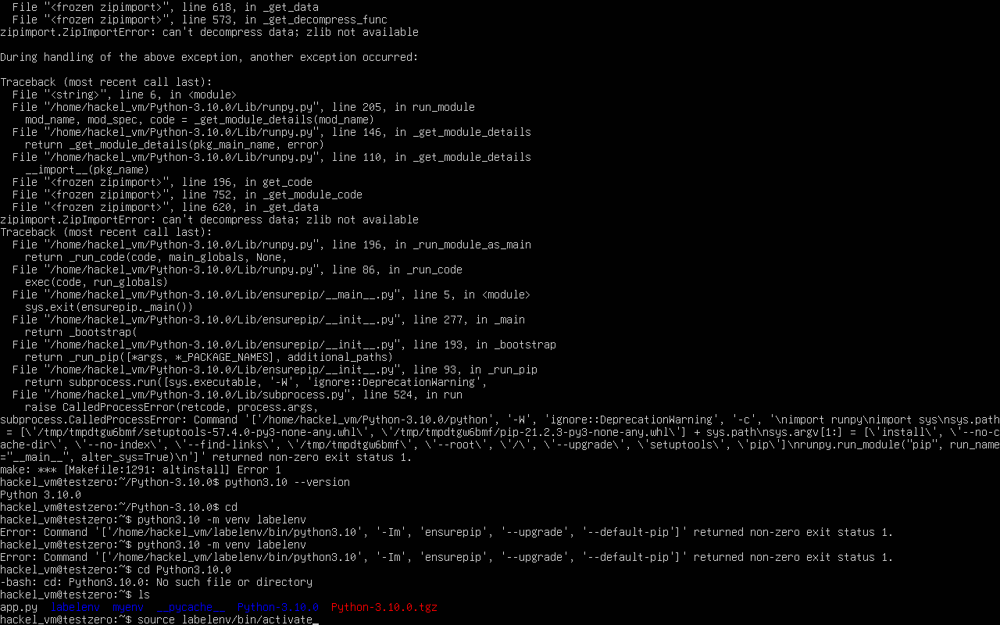 File "<frozen zipimport>", line 618, in _get_data
  File "<frozen zipimport>", line 573, in _get_decompress_func
zipimport.ZipImportError: can't decompress data; zlib not available

During handling of the above exception, another exception occurred:

Traceback (most recent call last):
  File "<string>", line 6, in <module>
  File "/home/hackel_vm/Python-3.10.0/Lib/runpy.py", line 205, in run_module
    mod_name, mod_spec, code = _get_module_details(mod_name)
  File "/home/hackel_vm/Python-3.10.0/Lib/runpy.py", line 146, in _get_module_details
    return _get_module_details(pkg_main_name, error)
  File "/home/hackel_vm/Python-3.10.0/Lib/runpy.py", line 110, in _get_module_details
    __import__(pkg_name)
  File "<frozen zipimport>", line 196, in get_code
  File "<frozen zipimport>", line 752, in _get_module_code
  File "<frozen zipimport>", line 620, in _get_data
zipimport.ZipImportError: can't decompress data; zlib not available
Traceback (most recent call last):
  File "/home/hackel_vm/Python-3.10.0/Lib/runpy.py", line 196, in _run_module_as_main
    return _run_code(code, main_globals, None,
  File "/home/hackel_vm/Python-3.10.0/Lib/runpy.py", line 86, in _run_code
    exec(code, run_globals)
  File "/home/hackel_vm/Python-3.10.0/Lib/ensurepip/__main__.py", line 5, in <module>
    sys.exit(ensurepip._main())
  File "/home/hackel_vm/Python-3.10.0/Lib/ensurepip/__init__.py", line 277, in _main
    return _bootstrap(
  File "/home/hackel_vm/Python-3.10.0/Lib/ensurepip/__init__.py", line 193, in _bootstrap
    return _run_pip([*args, *_PACKAGE_NAMES], additional_paths)
  File "/home/hackel_vm/Python-3.10.0/Lib/ensurepip/__init__.py", line 93, in _run_pip
    return subprocess.run([sys.executable, '-W', 'ignore::DeprecationWarning',
  File "/home/hackel_vm/Python-3.10.0/Lib/subprocess.py", line 524, in run
    raise CalledProcessError(retcode, process.args,
subprocess.CalledProcessError: Command '['/home/hackel_vm/Python-3.10.0/python', '-W', 'ignore::DeprecationWarning', '-c', '\nimport runpy\nimport sys\nsys.path
 = [\'/tmp/tmpdtgw6bmf/setuptools-57.4.0-py3-none-any.whl\', \'/tmp/tmpdtgw6bmf/pip-21.2.3-py3-none-any.whl\'] + sys.path\nsys.argv[1:] = [\'install\', \'--no-c
ache-dir\', \'--no-index\', \'--find-links\', \'/tmp/tmpdtgw6bmf\', \'--root\', \'/\', \'--upgrade\', \'setuptools\', \'pip\']\nrunpy.run_module("pip", run_name
="__main__", alter_sys=True)\n']' returned non-zero exit status 1.
make: *** [Makefile:1291: altinstall] Error 1
hackel_vm@testzero:~/Python-3.10.0$ python3.10 --version
Python 3.10.0
hackel_vm@testzero:~/Python-3.10.0$ cd
hackel_vm@testzero:~$ python3.10 -m venv labelenv
Error: Command '['/home/hackel_vm/labelenv/bin/python3.10', '-Im', 'ensurepip', '--upgrade', '--default-pip']' returned non-zero exit status 1.
hackel_vm@testzero:~$ python3.10 -m venv labelenv
Error: Command '['/home/hackel_vm/labelenv/bin/python3.10', '-Im', 'ensurepip', '--upgrade', '--default-pip']' returned non-zero exit status 1.
hackel_vm@testzero:~$ cd Python3.10.0
-bash: cd: Python3.10.0: No such file or directory
hackel_vm@testzero:~$ ls
app.py  labelenv  myenv  __pycache__  Python-3.10.0  Python-3.10.0.tgz
hackel_vm@testzero:~$ source labelenv/bin/activate_